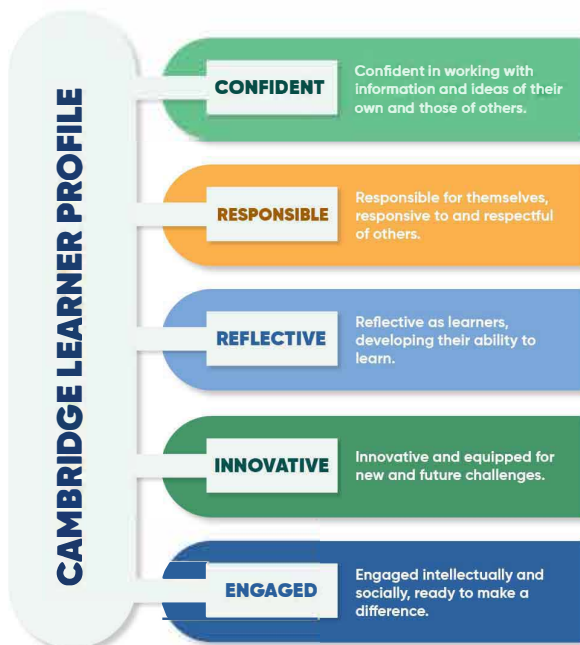 CAMBRIDGE LEARNER PROFILE
CONFIDENT
Confident in working with
information and ideas of their
own and those of others.
RESPONSIBLE
Responsible for themselves,
responsive to and respectful
of others.
REFLECTIVE
Reflective as learners,
developing their ability to
learn.
INNOVATIVE
Innovative and equipped for
new and future challenges.
ENGAGED
Engaged intellectually and
socially, ready to make a
difference.